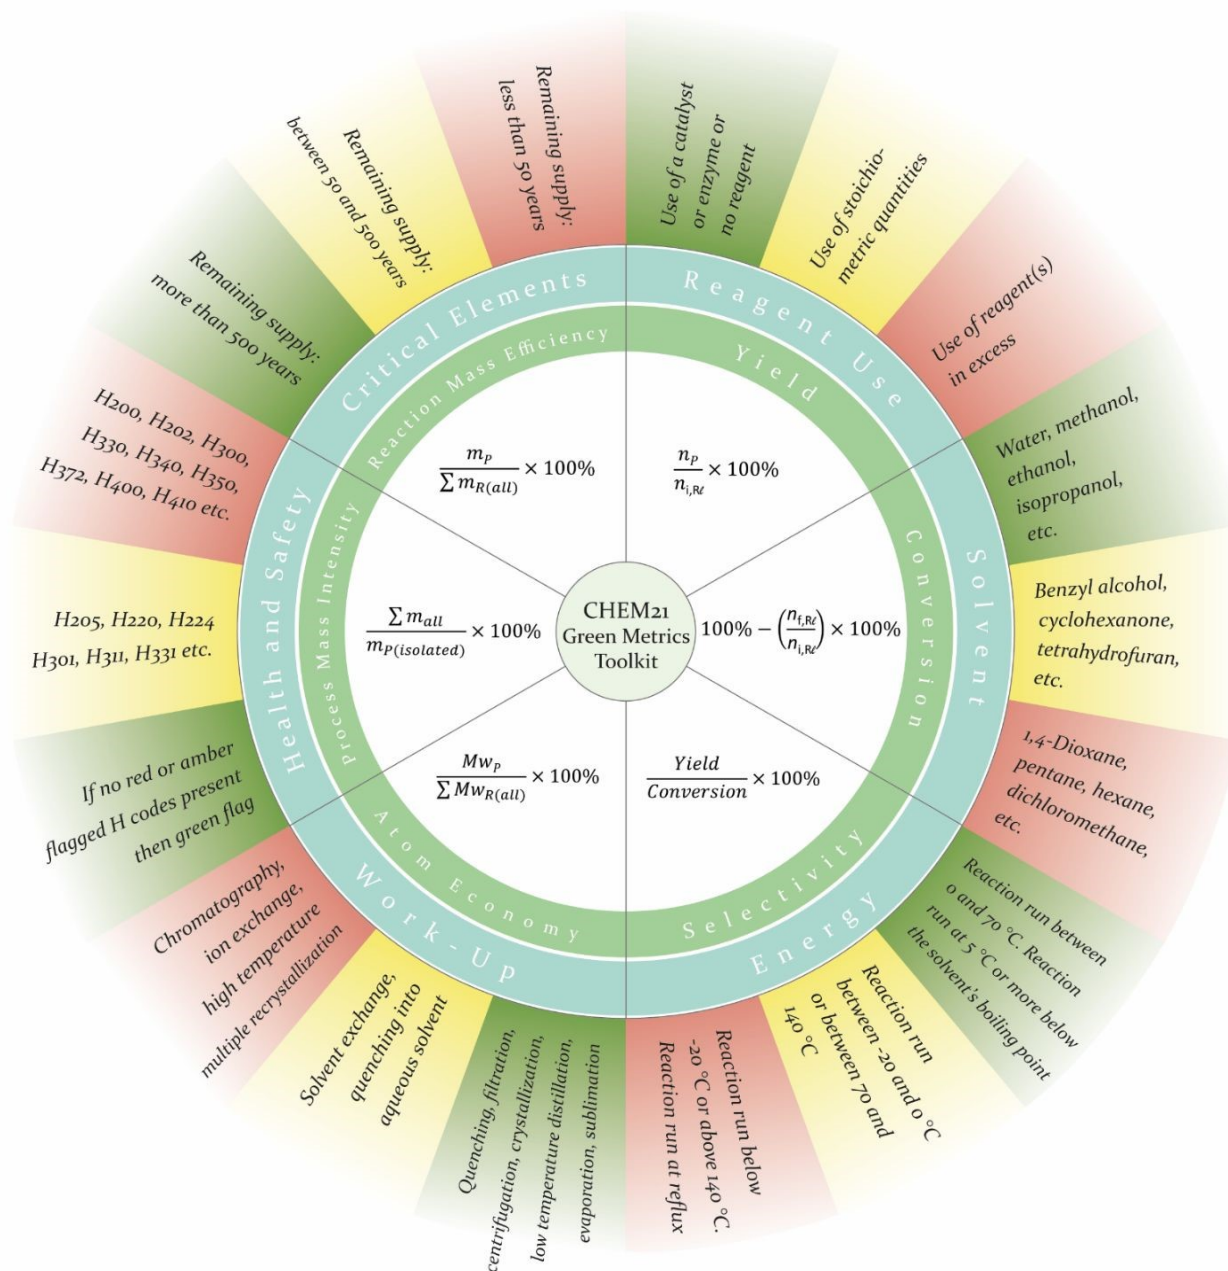 CHEM21
Green Metrics
Toolkit
Reagent Use
Yield
n_P / n_i,Rℓ × 100%
Use of a catalyst
or enzyme or
no reagent
Use of stoichio-
metric quantities
Use of reagent(s)
in excess
Solvent
Conversion
100% − (n_f,Rℓ / n_i,Rℓ) × 100%
Water, methanol,
ethanol,
isopropanol,
etc.
Benzyl alcohol,
cyclohexanone,
tetrahydrofuran,
etc.
1,4-Dioxane,
pentane, hexane,
dichloromethane,
etc.
Energy
Selectivity
Yield / Conversion × 100%
Reaction run between
0 and 70 °C. Reaction
run at 5 °C or more below
the solvent's boiling point
Reaction run
between -20 and 0 °C
or between 70 and
140 °C
Reaction run below
-20 °C or above 140 °C.
Reaction run at reflux
Work-Up
Atom Economy
Mw_P / ∑ Mw_R(all) × 100%
Quenching, filtration,
centrifugation, crystallization,
low temperature distillation,
evaporation, sublimation
Solvent exchange,
quenching into
aqueous solvent
Chromatography,
ion exchange,
high temperature
multiple recrystallization
Health and Safety
Process Mass Intensity
∑ m_all / m_P(isolated) × 100%
If no red or amber
flagged H codes present
then green flag
H205, H220, H224
H301, H311, H331 etc.
H200, H202, H300,
H330, H340, H350,
H372, H400, H410 etc.
Critical Elements
Reaction Mass Efficiency
m_P / ∑ m_R(all) × 100%
Remaining supply:
more than 500 years
Remaining supply:
between 50 and 500 years
Remaining supply:
less than 50 years